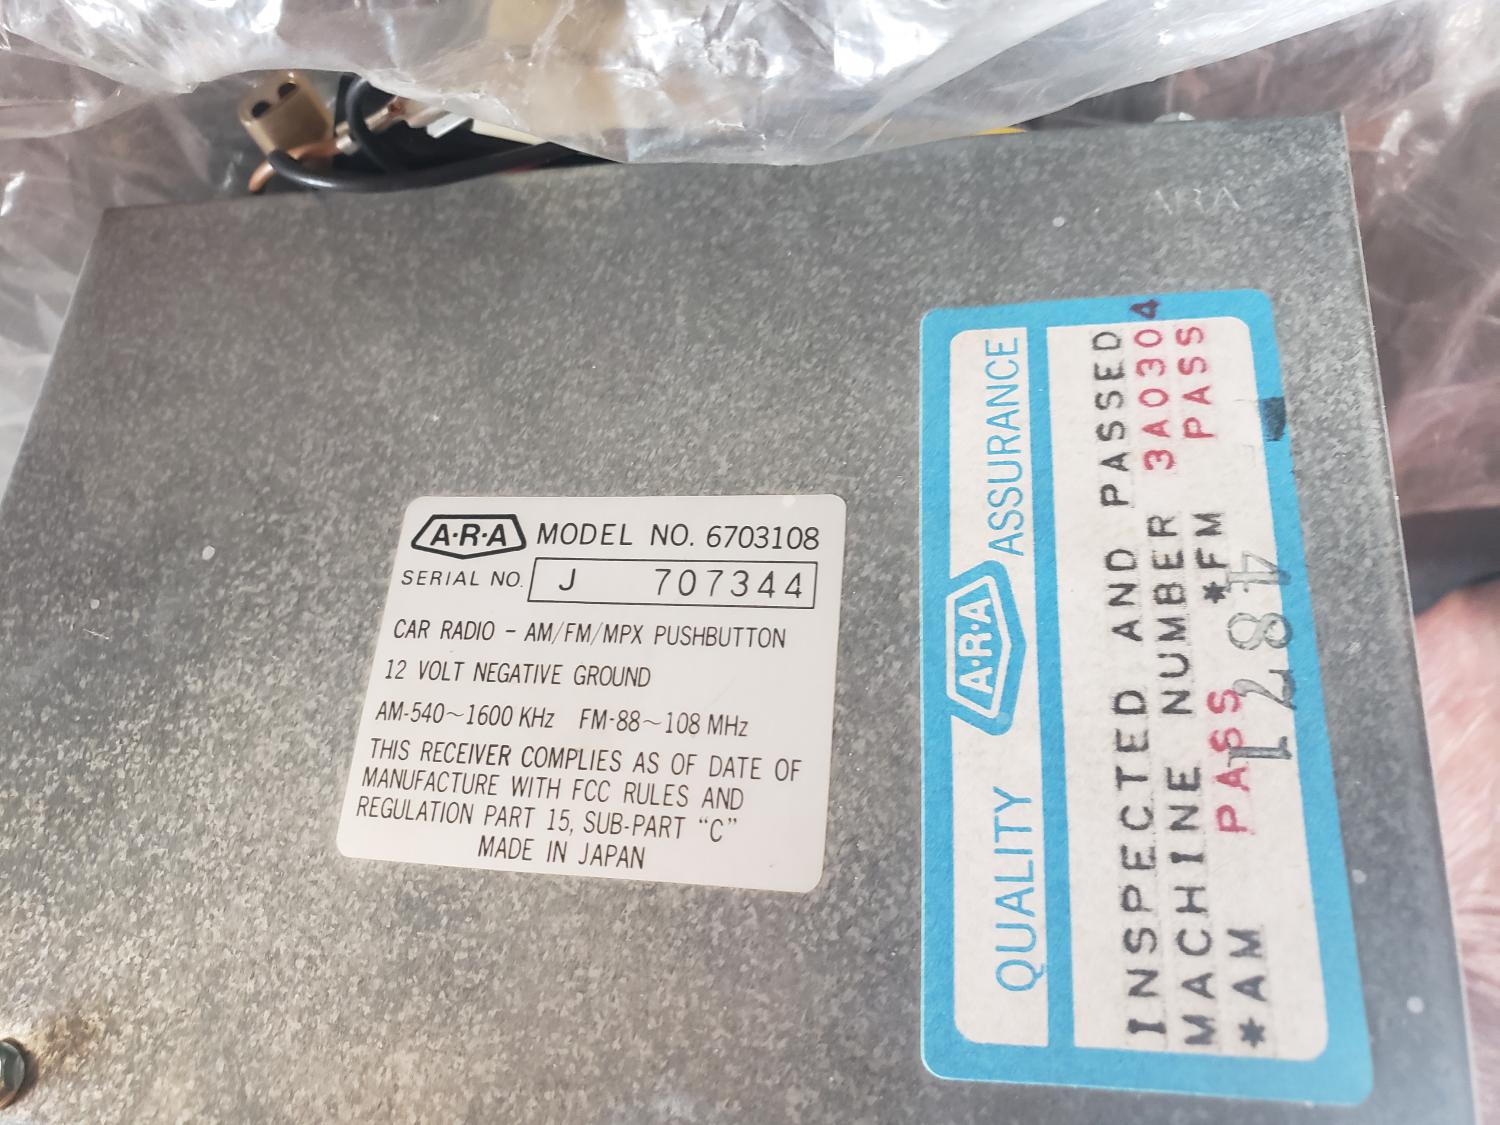 A·R·A MODEL NO. 6703108
SERIAL NO. J 707344
CAR RADIO - AM/FM/MPX PUSHBUTTON
12 VOLT NEGATIVE GROUND
AM-540~1600 KHz FM-88~108 MHz
THIS RECEIVER COMPLIES AS OF DATE OF
MANUFACTURE WITH FCC RULES AND
REGULATION PART 15, SUB-PART "C"
MADE IN JAPAN
QUALITY A·R·A ASSURANCE
INSPECTED AND PASSED
MACHINE NUMBER 3A0304
*AM PASS *FM PASS
1284